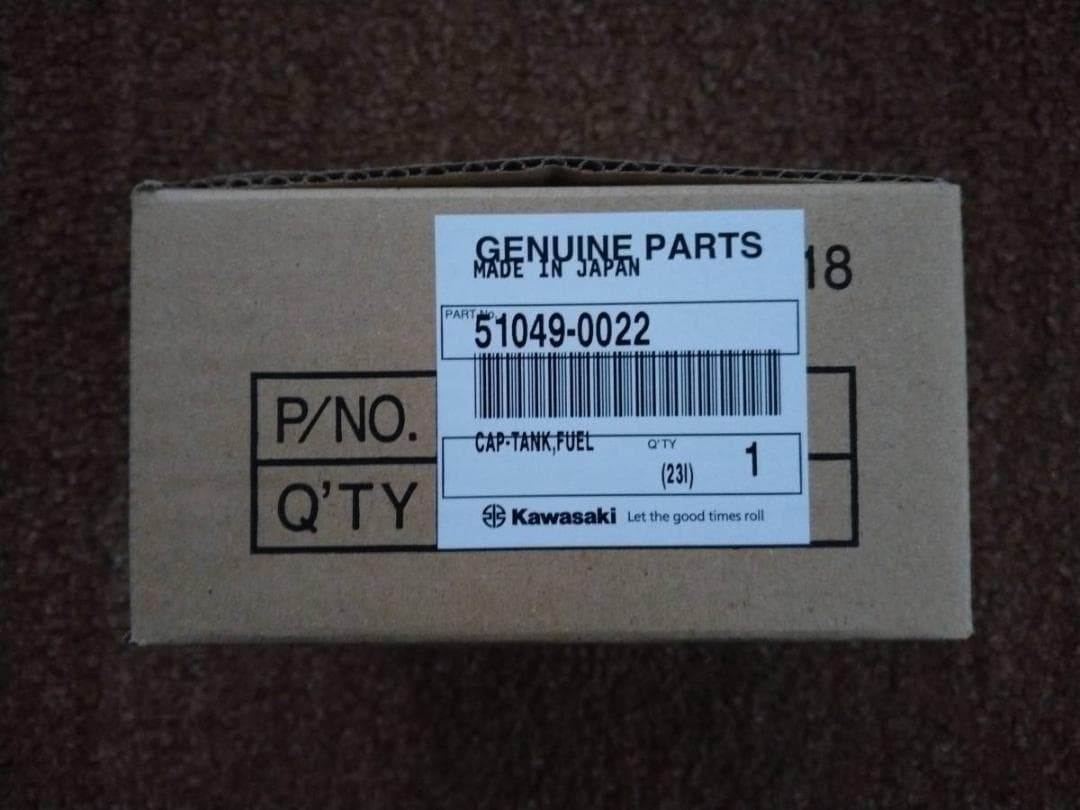 GENUINE PARTS
MADE IN JAPAN
18
PART No.
51049-0022
P/NO.
CAP-TANK,FUEL Q'TY
(23I) 1
Q'TY
Kawasaki Let the good times roll